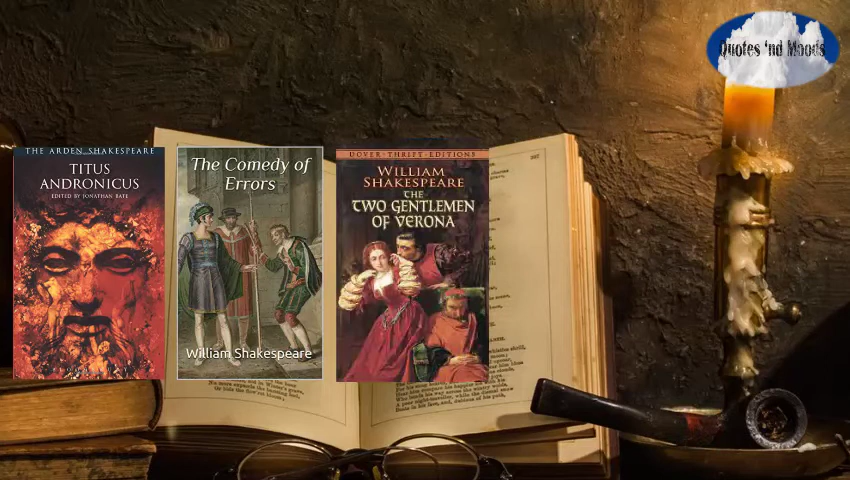 Quotes 'nd Moods
THE ARDEN SHAKESPEARE
TITUS
ANDRONICUS
EDITED BY JONATHAN BATE
The Comedy of
Errors
William Shakespeare
DOVER·THRIFT·EDITIONS
WILLIAM
SHAKESPEARE
THE
TWO GENTLEMEN
OF VERONA